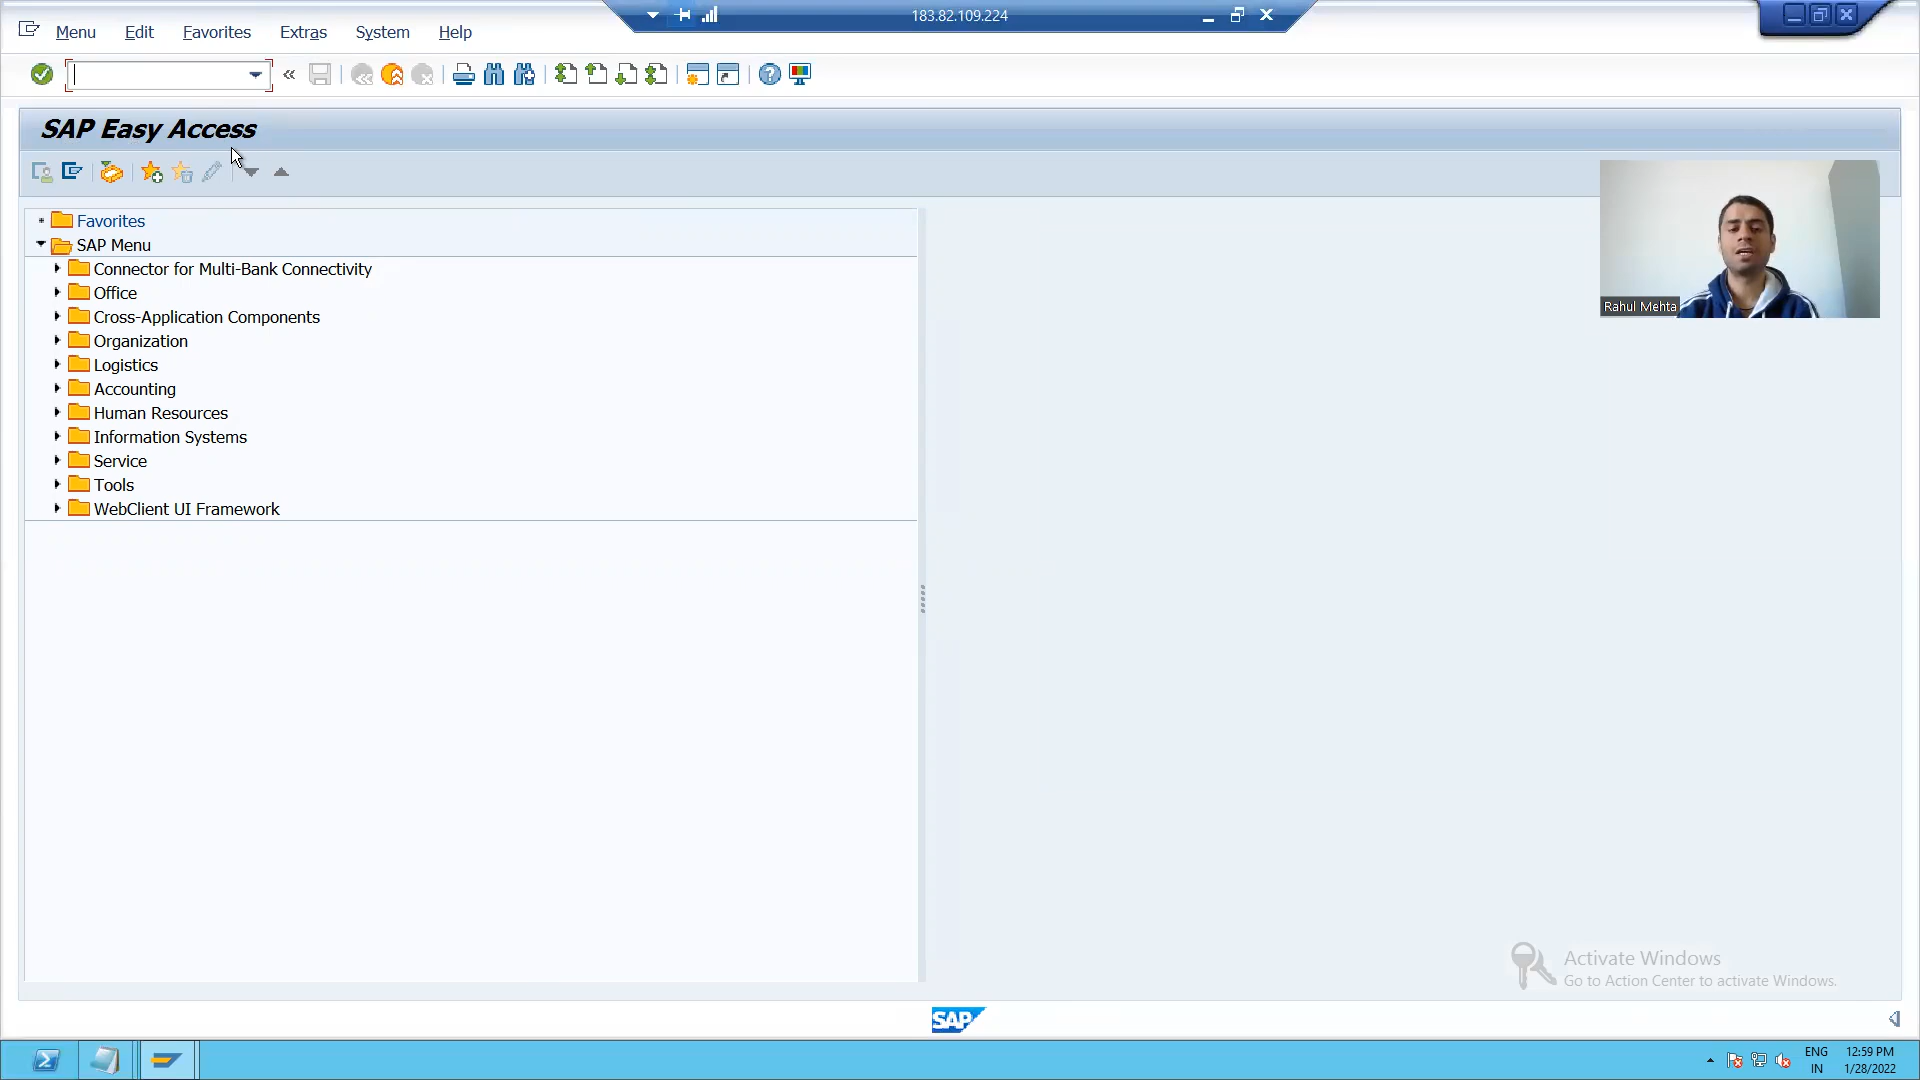 183.82.109.224
Menu Edit Favorites Extras System Help
SAP Easy Access
Favorites
SAP Menu
Connector for Multi-Bank Connectivity
Office
Cross-Application Components
Organization
Logistics
Accounting
Human Resources
Information Systems
Service
Tools
WebClient UI Framework
Rahul Mehta
Activate Windows
Go to Action Center to activate Windows.
SAP
ENG 12:59 PM
IN 1/28/2022